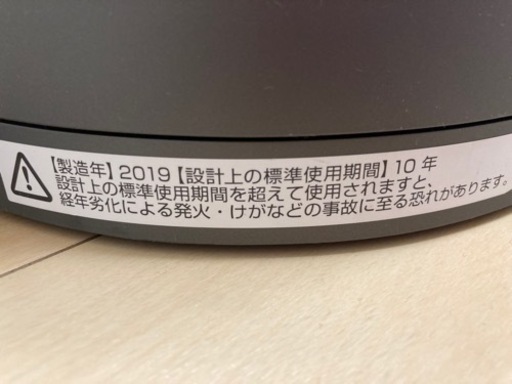 【製造年】2019【設計上の標準使用期間】10 年
設計上の標準使用期間を超えて使用されますと、
経年劣化による発火・けがなどの事故に至る恐れがあります。